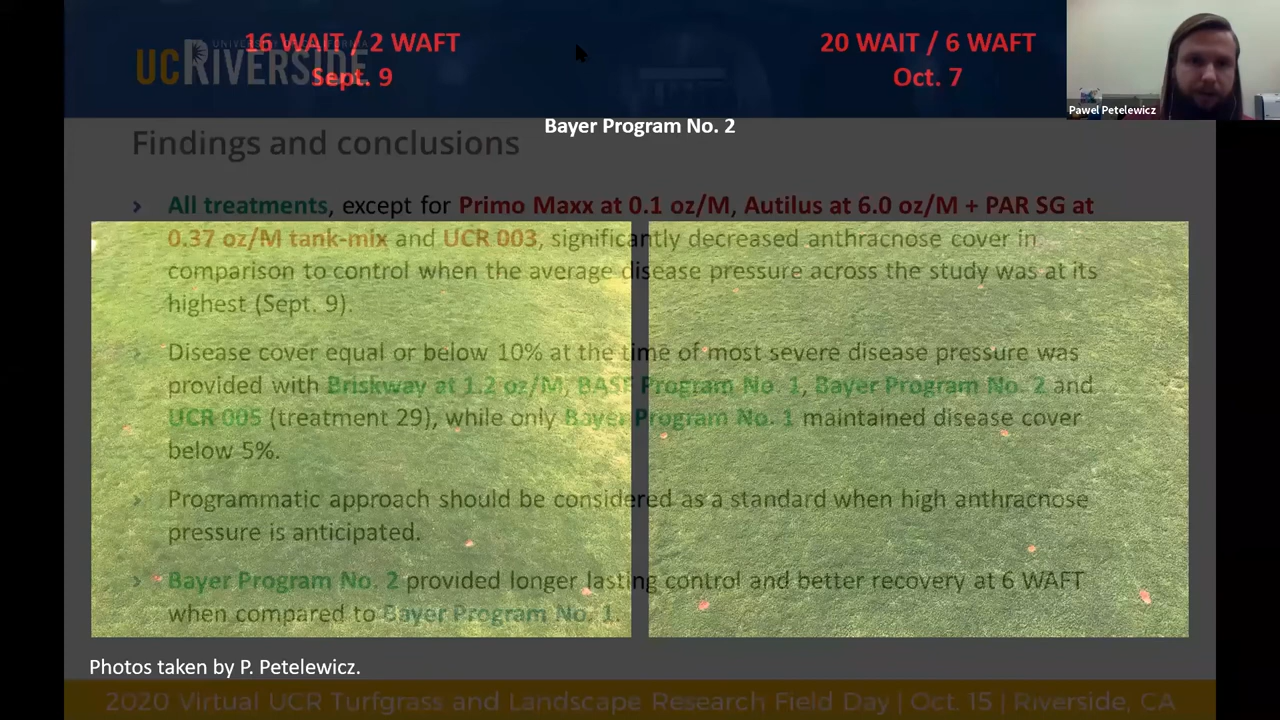 16 WAIT / 2 WAFT
Sept. 9
20 WAIT / 6 WAFT
Oct. 7
UNIVERSITY OF CALIFORNIA
UCRIVERSIDE
Pawel Petelewicz
Bayer Program No. 2
Findings and conclusions
› All treatments, except for Primo Maxx at 0.1 oz/M, Autilus at 6.0 oz/M + PAR SG at
0.37 oz/M tank-mix and UCR 003, significantly decreased anthracnose cover in
comparison to control when the average disease pressure across the study was at its
highest (Sept. 9).
› Disease cover equal or below 10% at the time of most severe disease pressure was
provided with Briskway at 1.2 oz/M, BASF Program No. 1, Bayer Program No. 2 and
UCR 005 (treatment 29), while only Bayer Program No. 1 maintained disease cover
below 5%.
› Programmatic approach should be considered as a standard when high anthracnose
pressure is anticipated.
› Bayer Program No. 2 provided longer lasting control and better recovery at 6 WAFT
when compared to Bayer Program No. 1.
Photos taken by P. Petelewicz.
2020 Virtual UCR Turfgrass and Landscape Research Field Day | Oct. 15 | Riverside, CA